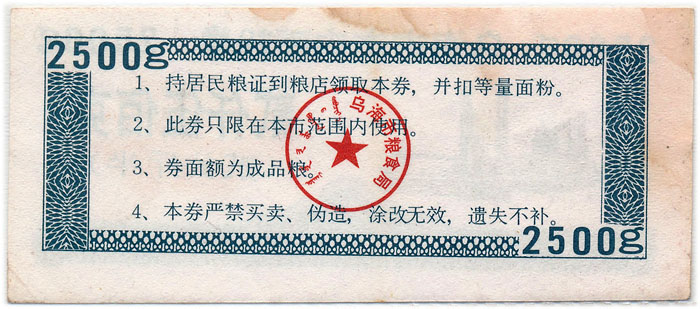 2500g
1、持居民粮证到粮店领取本券，并扣等量面粉。
2、此券只限在本市范围内使用。
3、券面额为成品粮。
4、本券严禁买卖、伪造，涂改无效，遗失不补。
乌海市粮食局
2500g